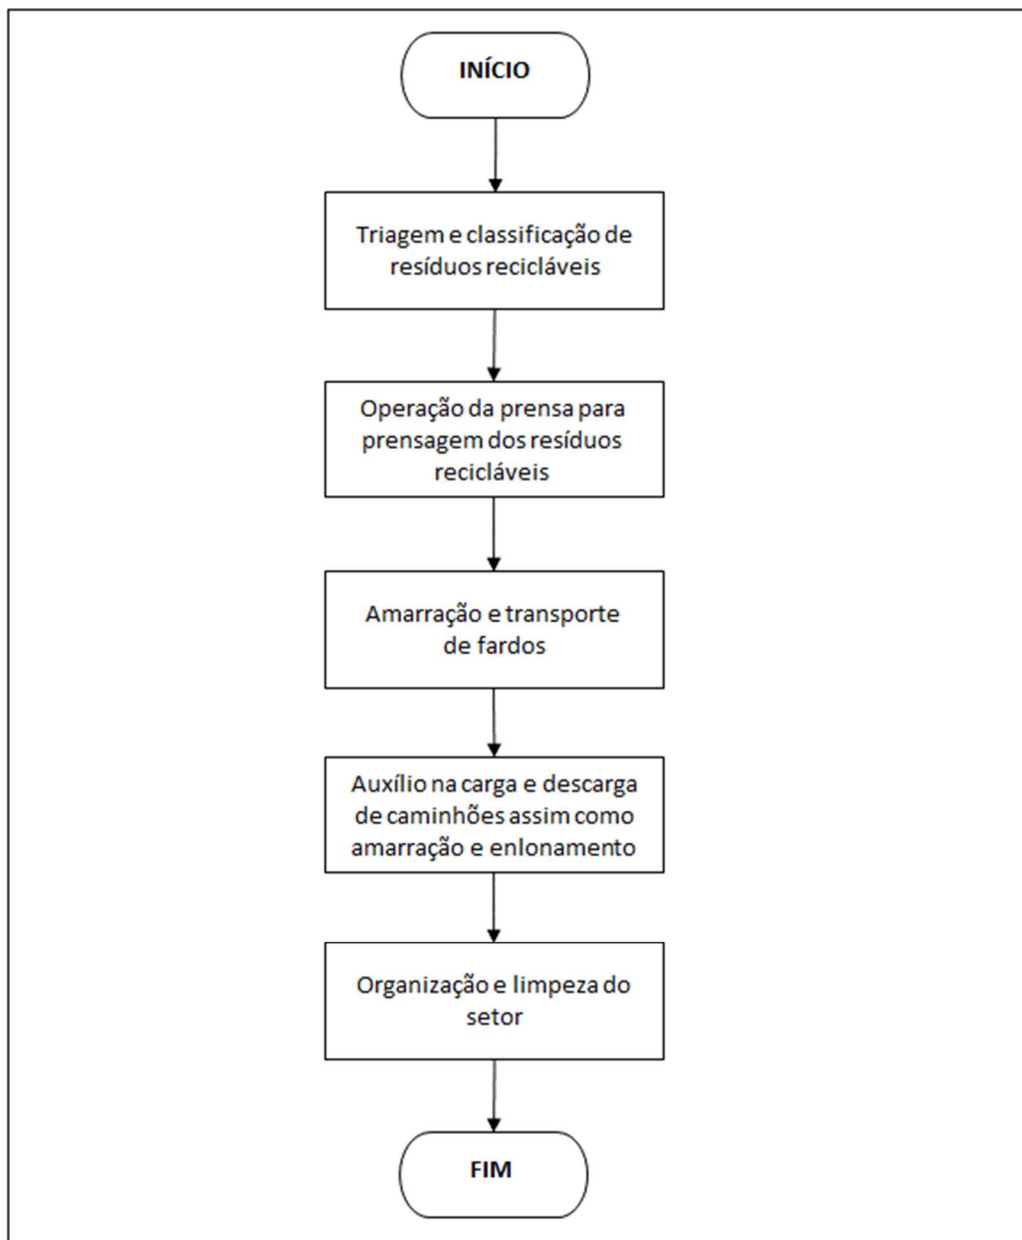 INÍCIO
Triagem e classificação de
resíduos recicláveis
Operação da prensa para
prensagem dos resíduos
recicláveis
Amarração e transporte
de fardos
Auxílio na carga e descarga
de caminhões assim como
amarração e enlonamento
Organização e limpeza do
setor
FIM